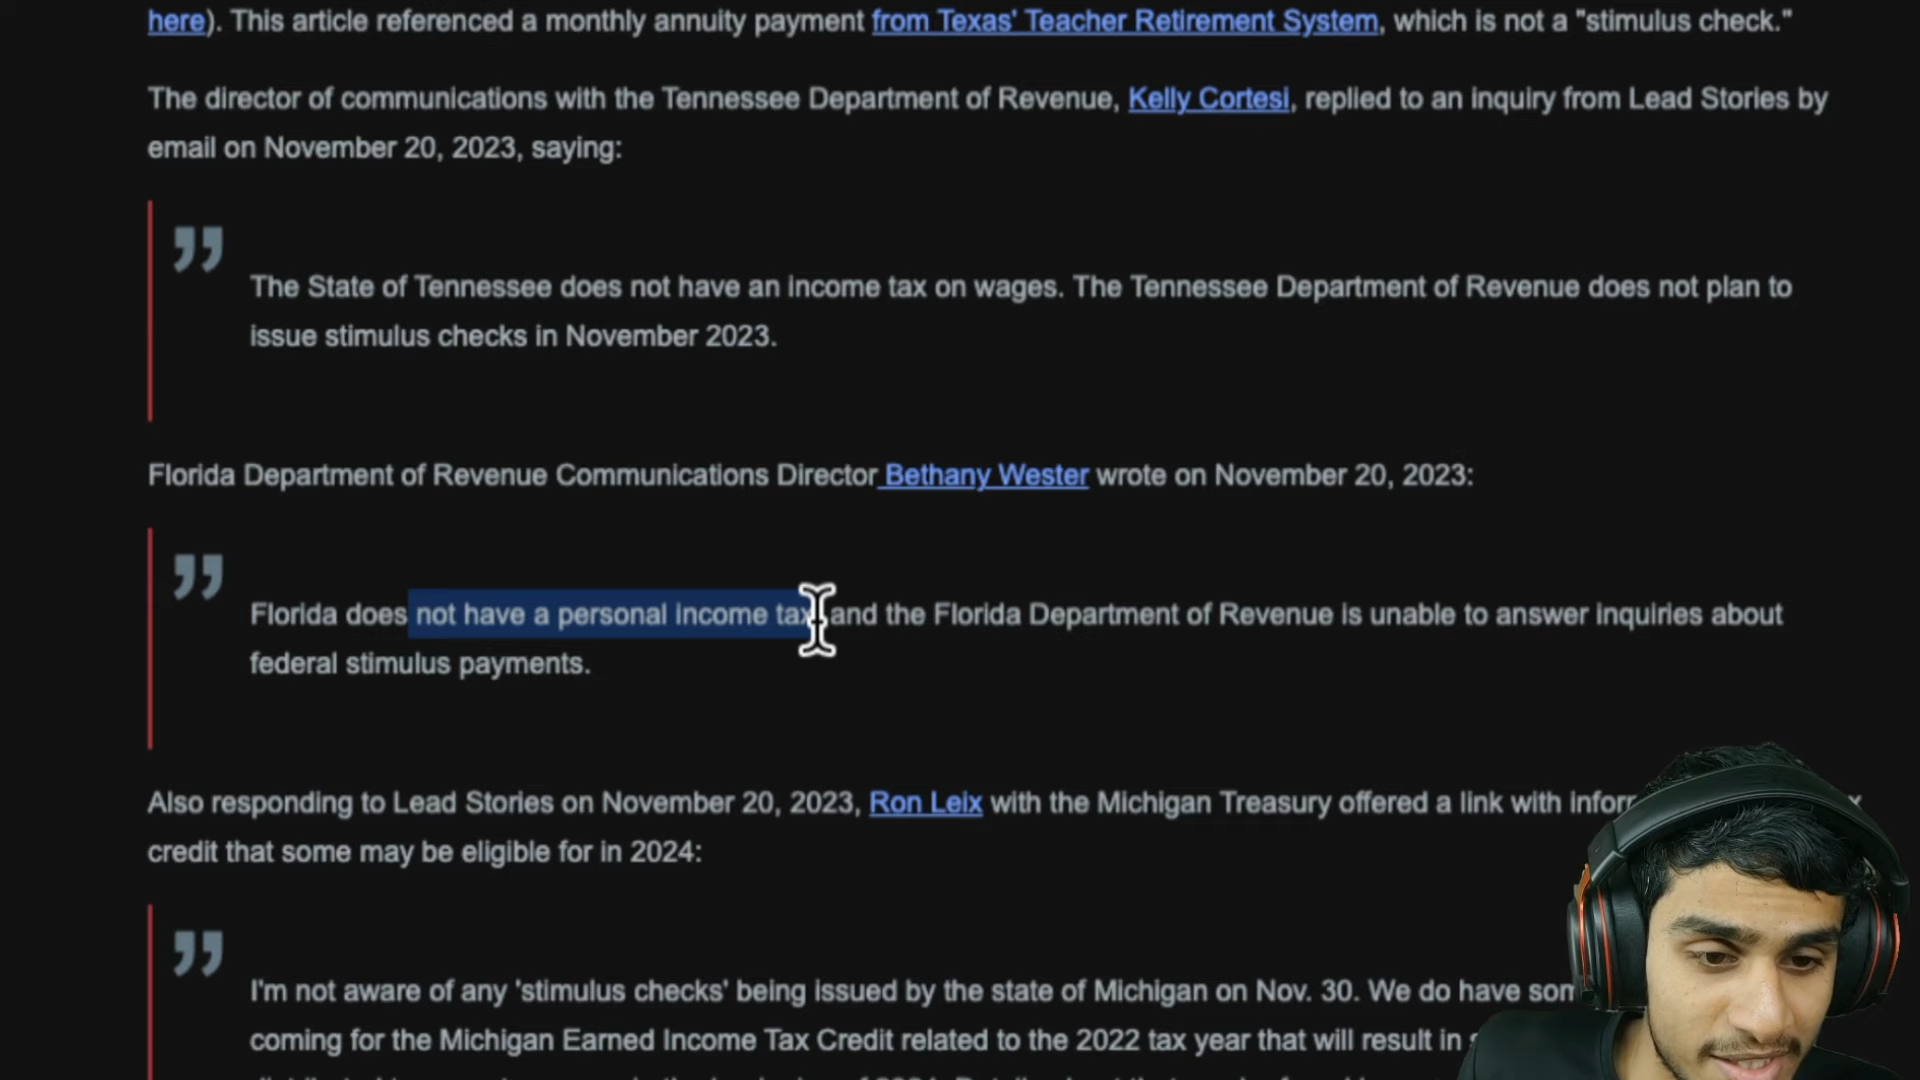 here). This article referenced a monthly annuity payment from Texas' Teacher Retirement System, which is not a "stimulus check."
The director of communications with the Tennessee Department of Revenue, Kelly Cortesi, replied to an inquiry from Lead Stories by
email on November 20, 2023, saying:
The State of Tennessee does not have an income tax on wages. The Tennessee Department of Revenue does not plan to
issue stimulus checks in November 2023.
Florida Department of Revenue Communications Director Bethany Wester wrote on November 20, 2023:
Florida does not have a personal income tax and the Florida Department of Revenue is unable to answer inquiries about
federal stimulus payments.
Also responding to Lead Stories on November 20, 2023, Ron Leix with the Michigan Treasury offered a link with
credit that some may be eligible for in 2024:
I'm not aware of any 'stimulus checks' being issued by the state of Michigan on Nov. 30. We do have
coming for the Michigan Earned Income Tax Credit related to the 2022 tax year that will result in